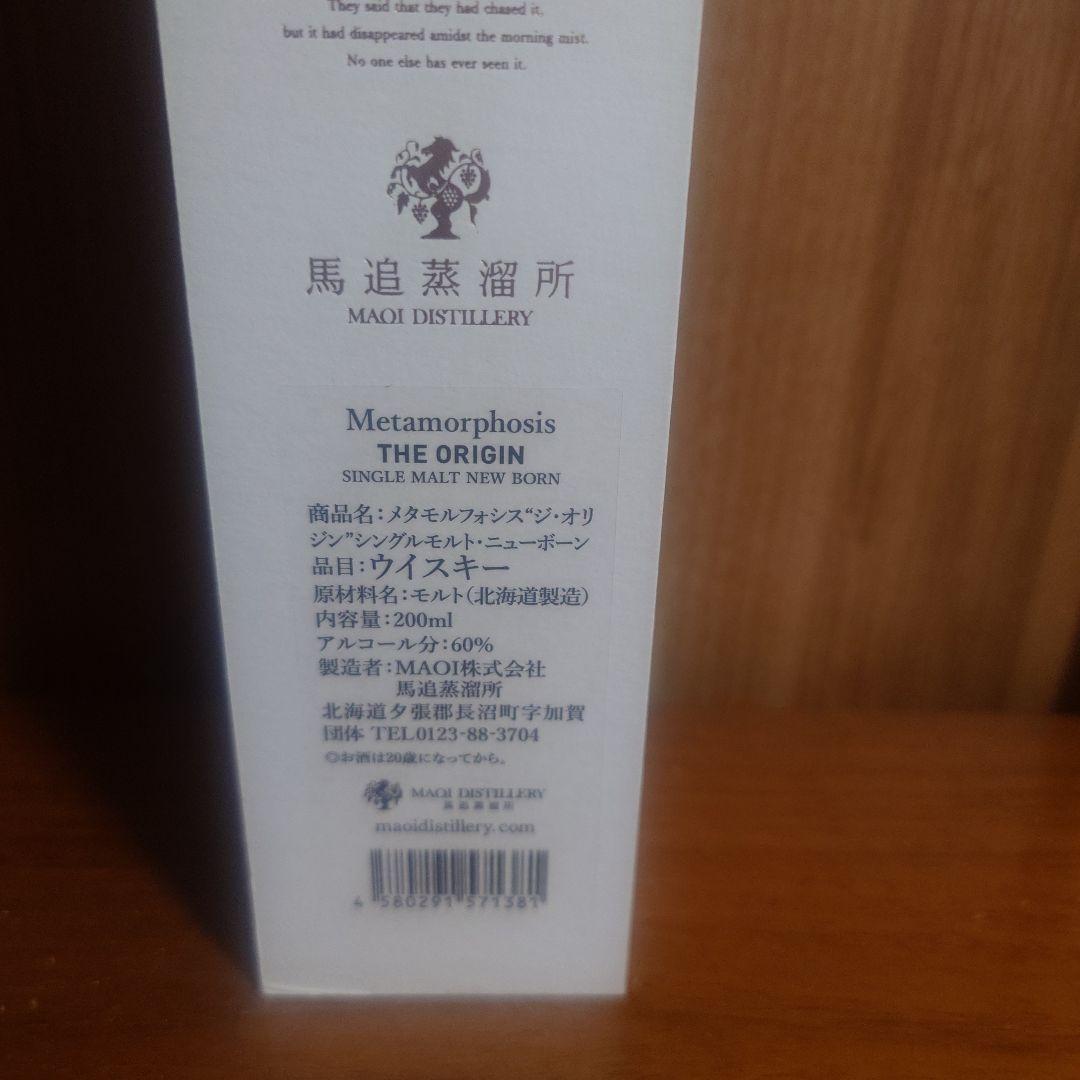 They said that they had chased it,
but it had disappeared amidst the morning mist.
No one else has ever seen it.
馬追蒸溜所
MAOI DISTILLERY
Metamorphosis
THE ORIGIN
SINGLE MALT NEW BORN
商品名：メタモルフォシス“ジ・オリ
ジン”シングルモルト・ニューボーン
品目：ウイスキー
原材料名：モルト（北海道製造）
内容量：200ml
アルコール分：60%
製造者：MAOI株式会社
馬追蒸溜所
北海道夕張郡長沼町字加賀
団体 TEL0123-88-3704
◎お酒は20歳になってから。
MAOI DISTILLERY
馬追蒸溜所
maoidistillery.com
4 580291 571381